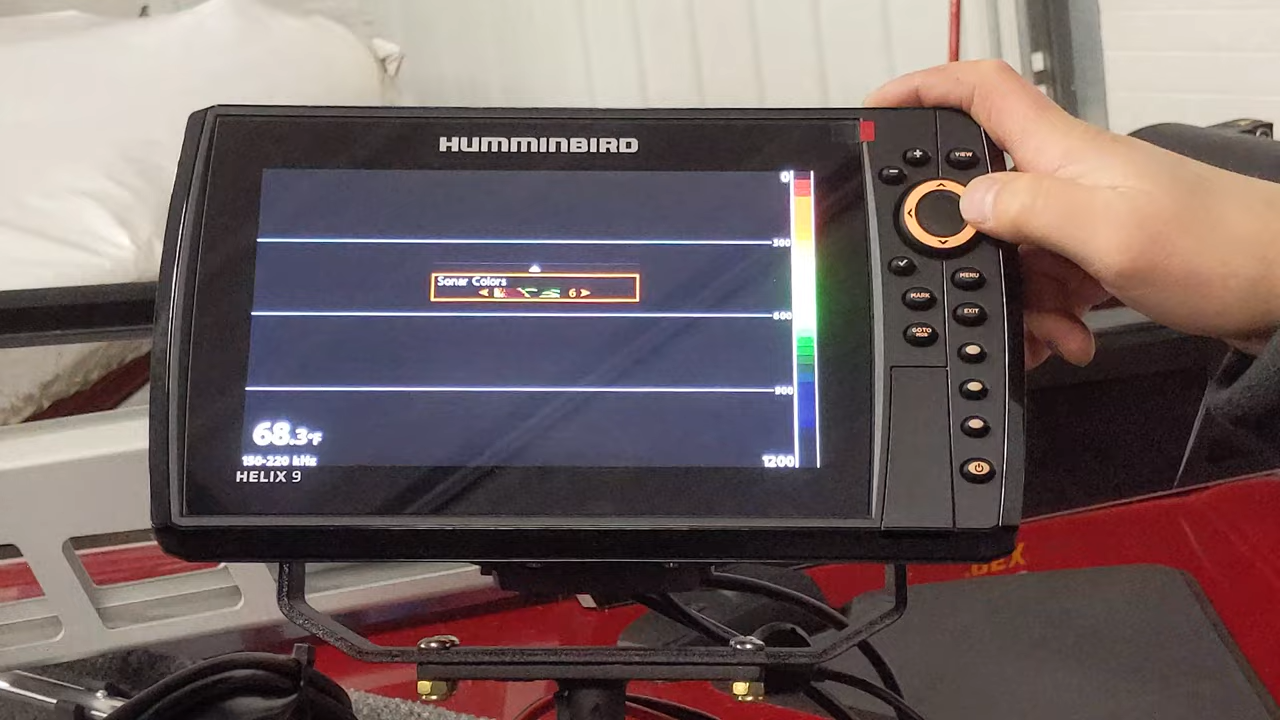 HUMMINBIRD
0
300
Sonar Colors
6
600
900
68.3°F
150-220 kHz
1200
HELIX 9
+
-
VIEW
MENU
MARK
EXIT
GOTO